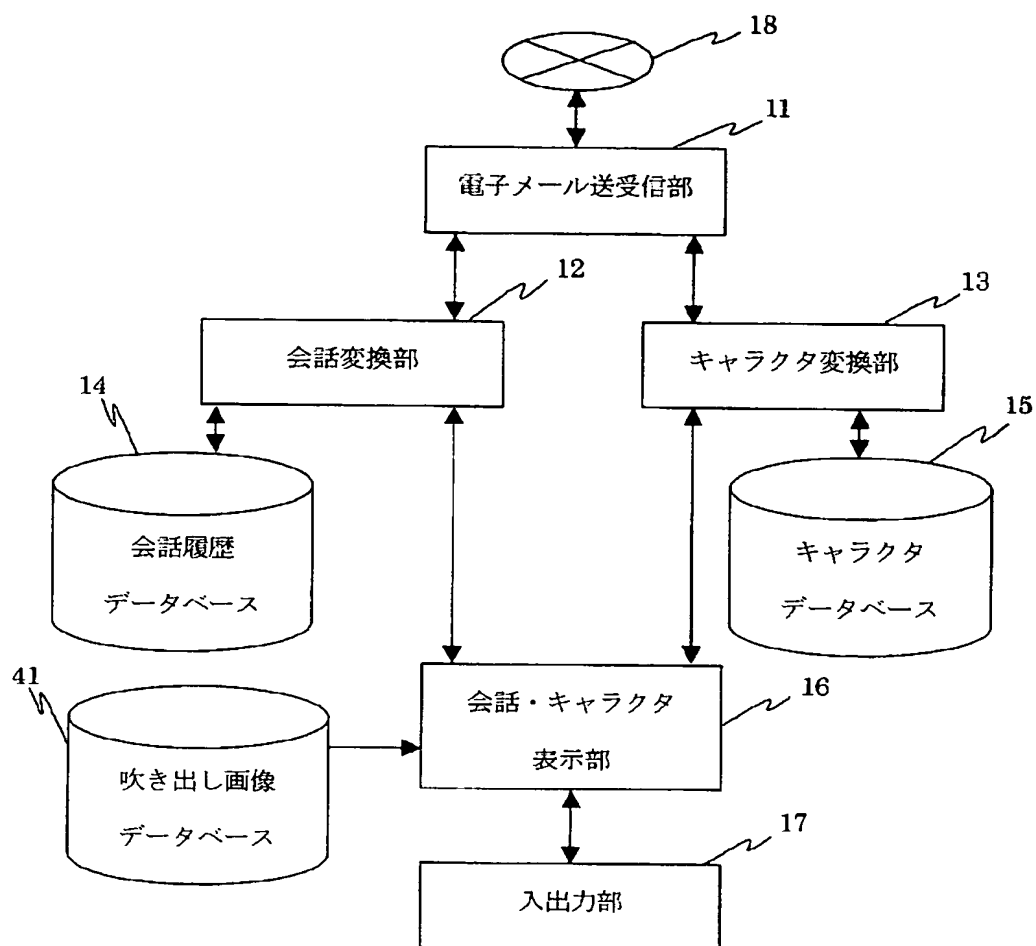 18
11
電子メール送受信部
12
13
会話変換部
キャラクタ変換部
14
15
会話履歴
データベース
キャラクタ
データベース
41
16
会話・キャラクタ
表示部
吹き出し画像
データベース
17
入出力部